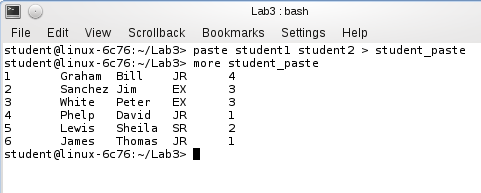 Lab3 : bash
File Edit View Scrollback Bookmarks Settings Help
student@linux-6c76:~/Lab3> paste student1 student2 > student_paste
student@linux-6c76:~/Lab3> more student_paste
1 Graham Bill JR 4
2 Sanchez Jim EX 3
3 White Peter EX 3
4 Phelp David JR 1
5 Lewis Sheila SR 2
6 James Thomas JR 1
student@linux-6c76:~/Lab3>